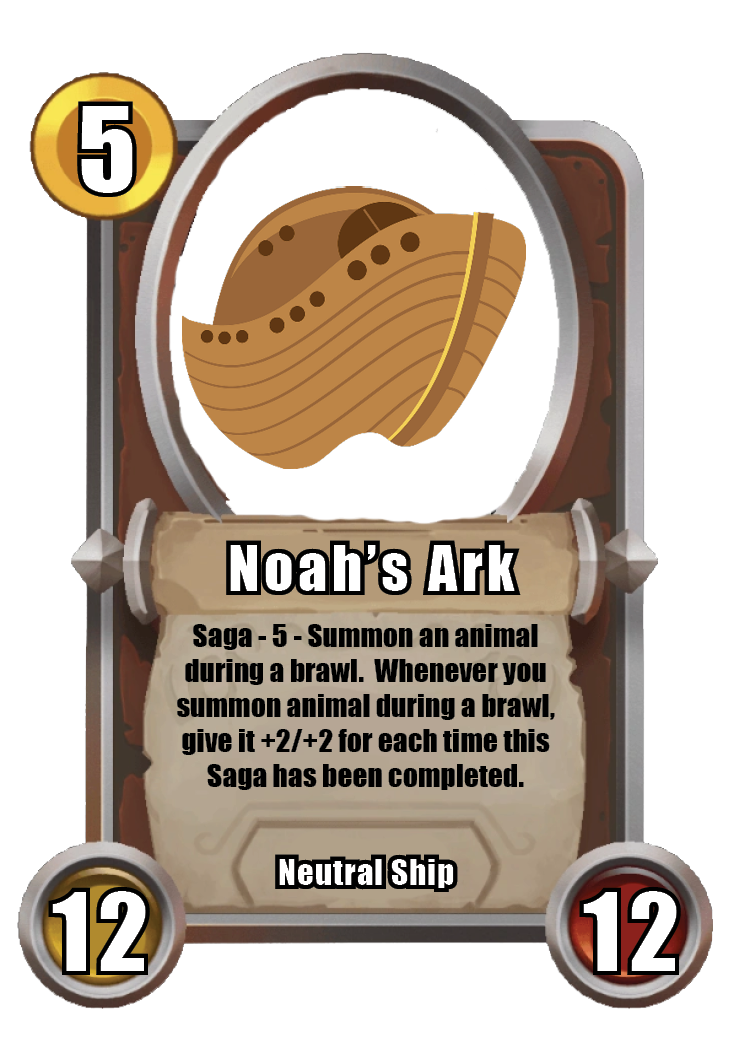 5
Noah's Ark
Saga - 5 - Summon an animal
during a brawl.  Whenever you
summon animal during a brawl,
give it +2/+2 for each time this
Saga has been completed.
Neutral Ship
12
12